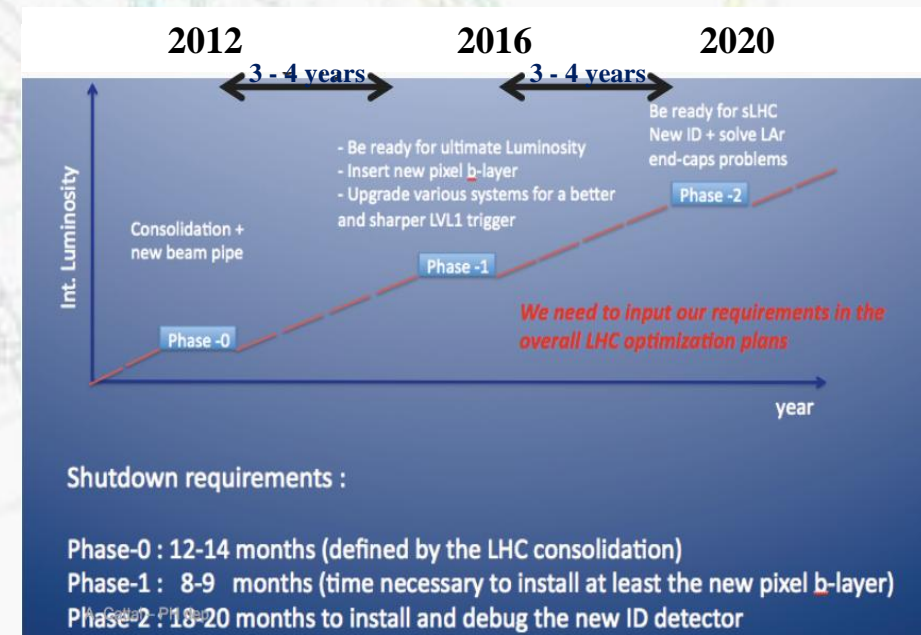 2012 2016 2020
3 - 4 years 3 - 4 years
Be ready for sLHC
New ID + solve LAr
end-caps problems
- Be ready for ultimate Luminosity
- Insert new pixel b-layer
- Upgrade various systems for a better
and sharper LVL1 trigger
Consolidation +
new beam pipe
Int. Luminosity
Phase -2
Phase -1
Phase -0
We need to input our requirements in the
overall LHC optimization plans
year
Shutdown requirements :
Phase-0 : 12-14 months (defined by the LHC consolidation)
Phase-1 : 8-9 months (time necessary to install at least the new pixel b-layer)
Phase-2 : 18-20 months to install and debug the new ID detector